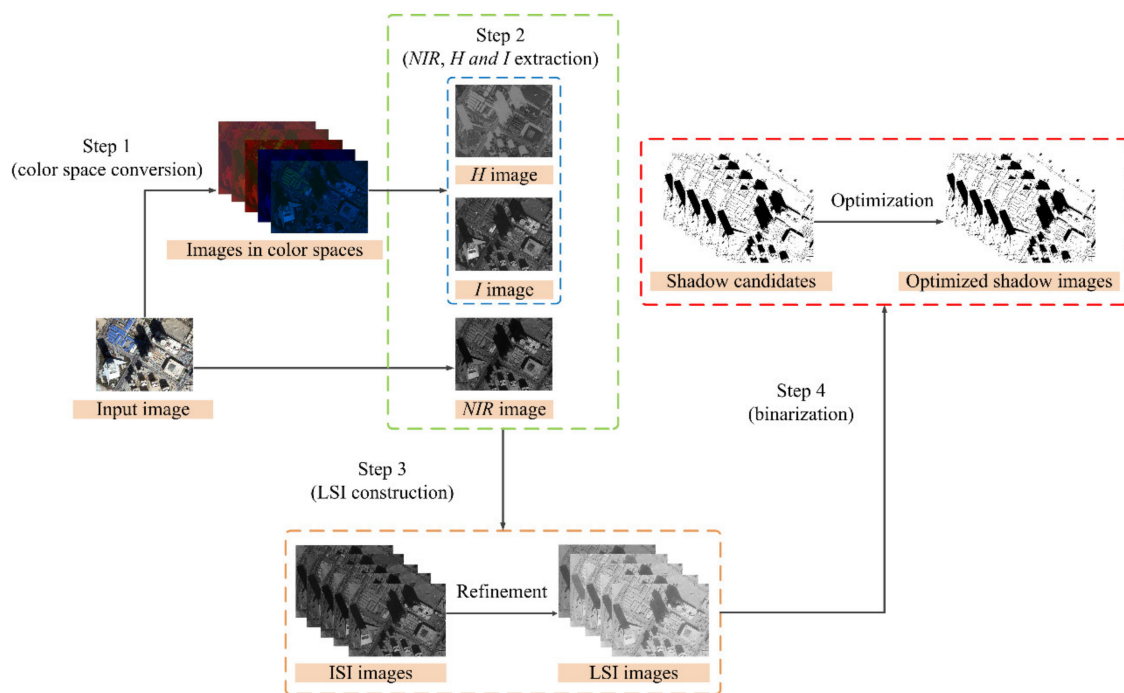 Step 1
(color space conversion)
Images in color spaces
Input image
Step 2
(NIR, H and I extraction)
H image
I image
NIR image
Step 3
(LSI construction)
ISI images
Refinement
LSI images
Step 4
(binarization)
Shadow candidates
Optimization
Optimized shadow images